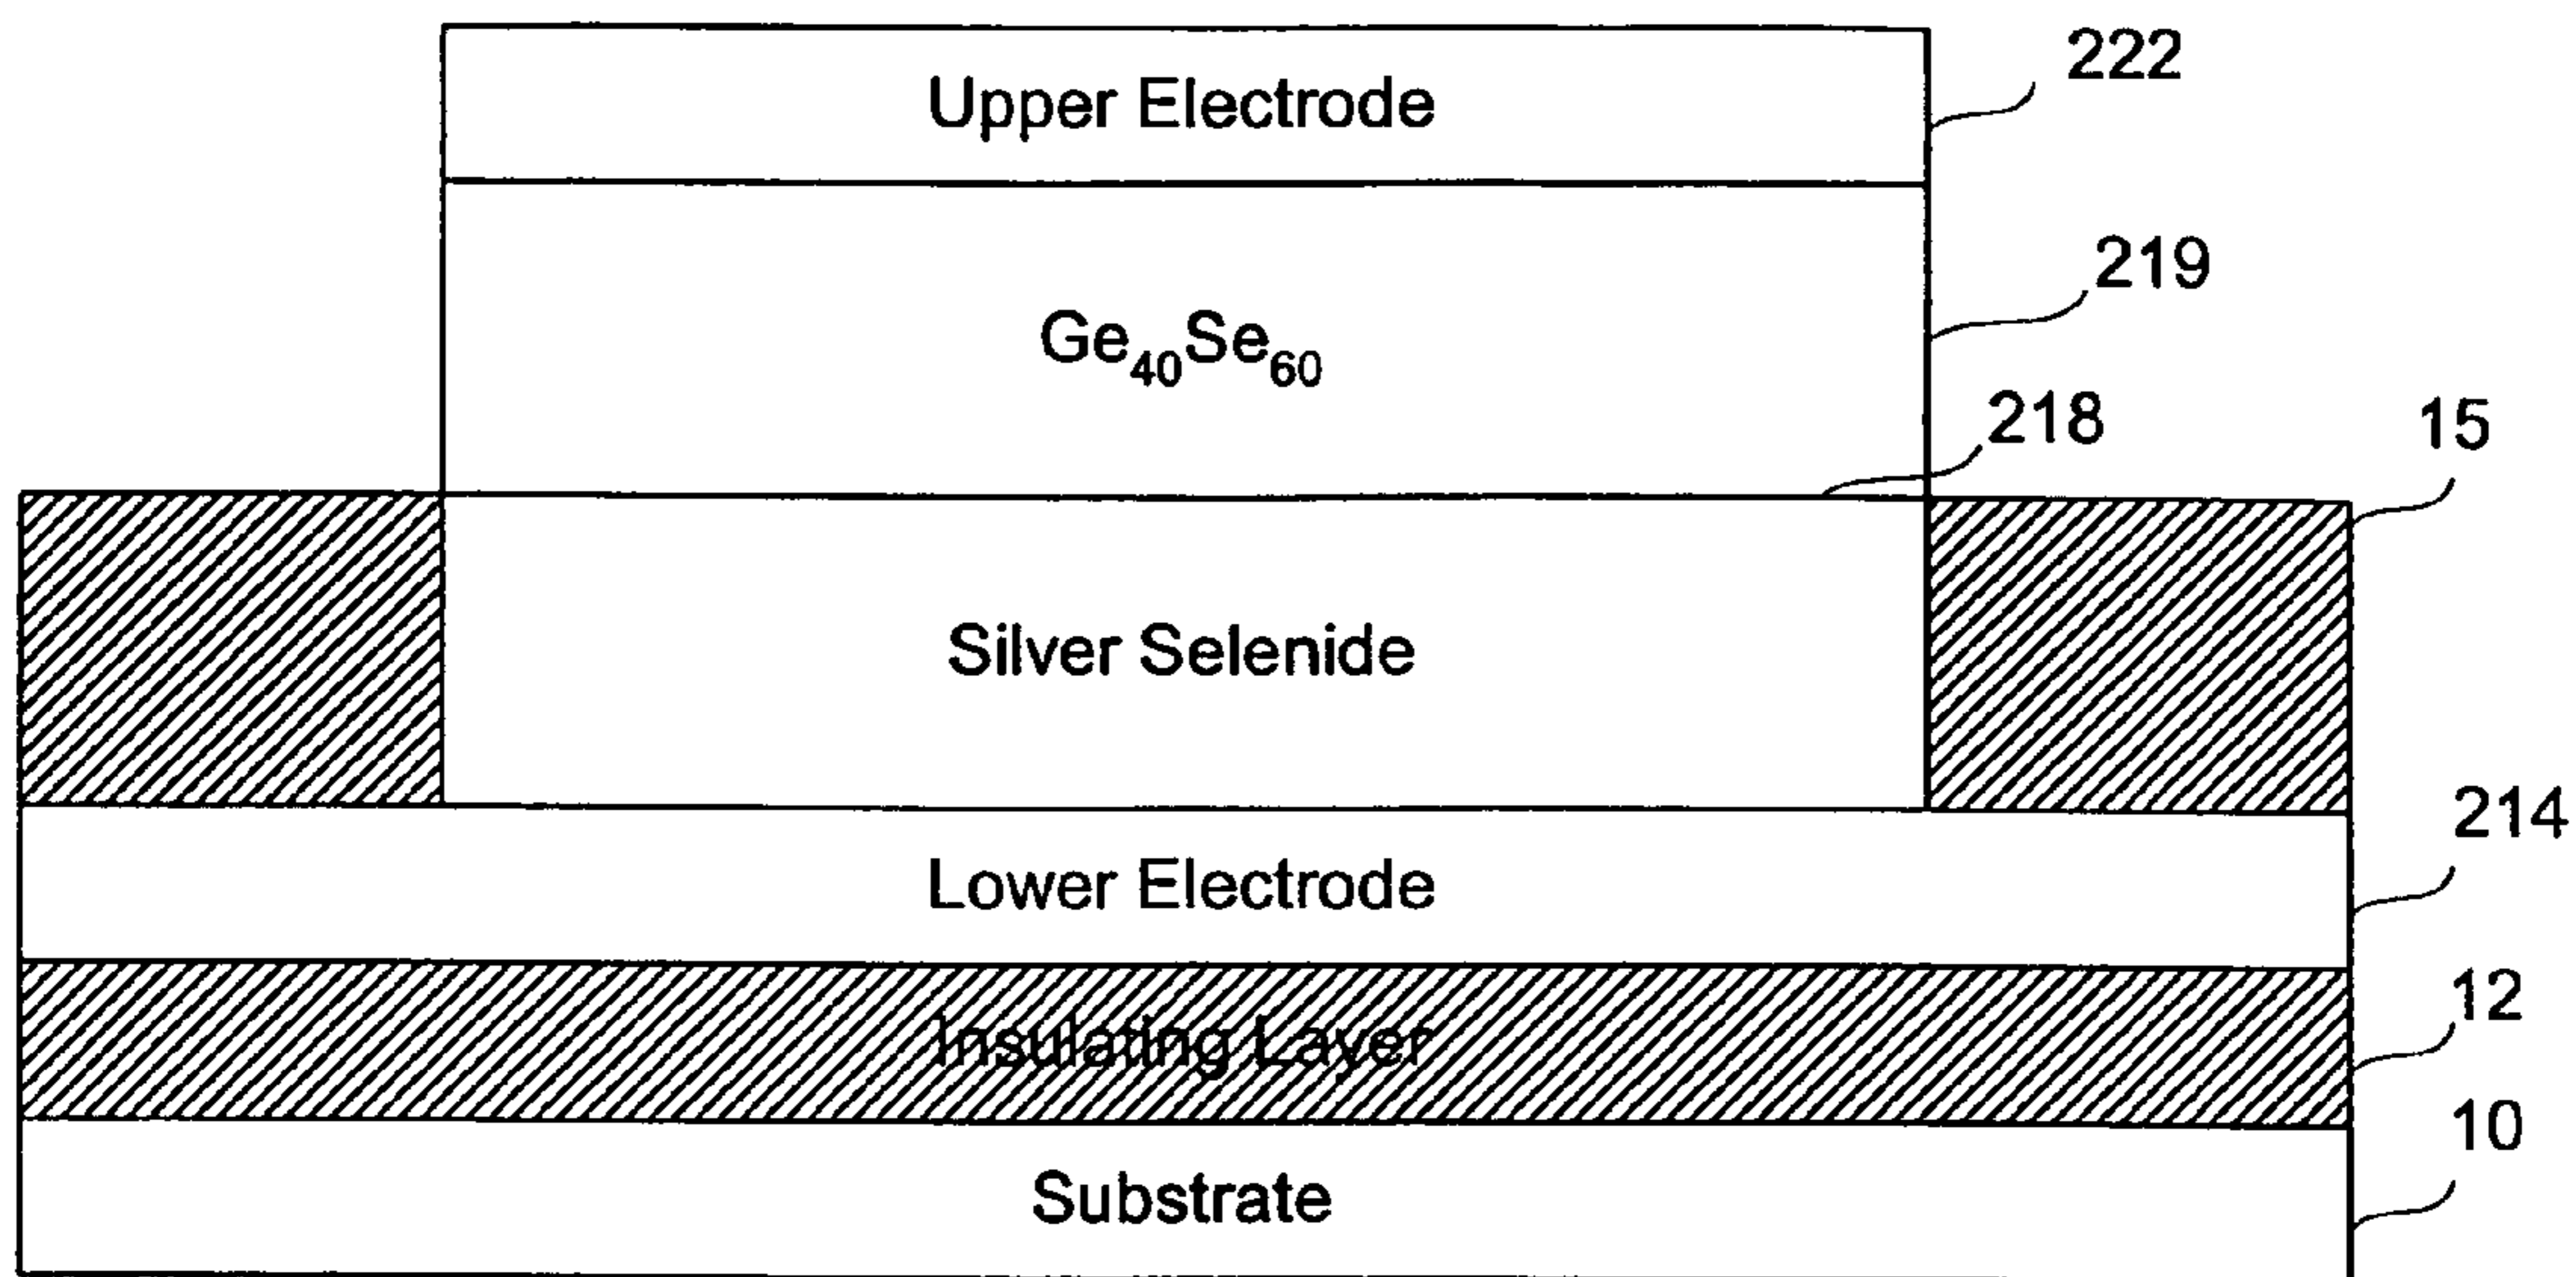 Upper Electrode
222
Ge40Se60
219
218
15
Silver Selenide
Lower Electrode
214
Insulating Layer
12
10
Substrate